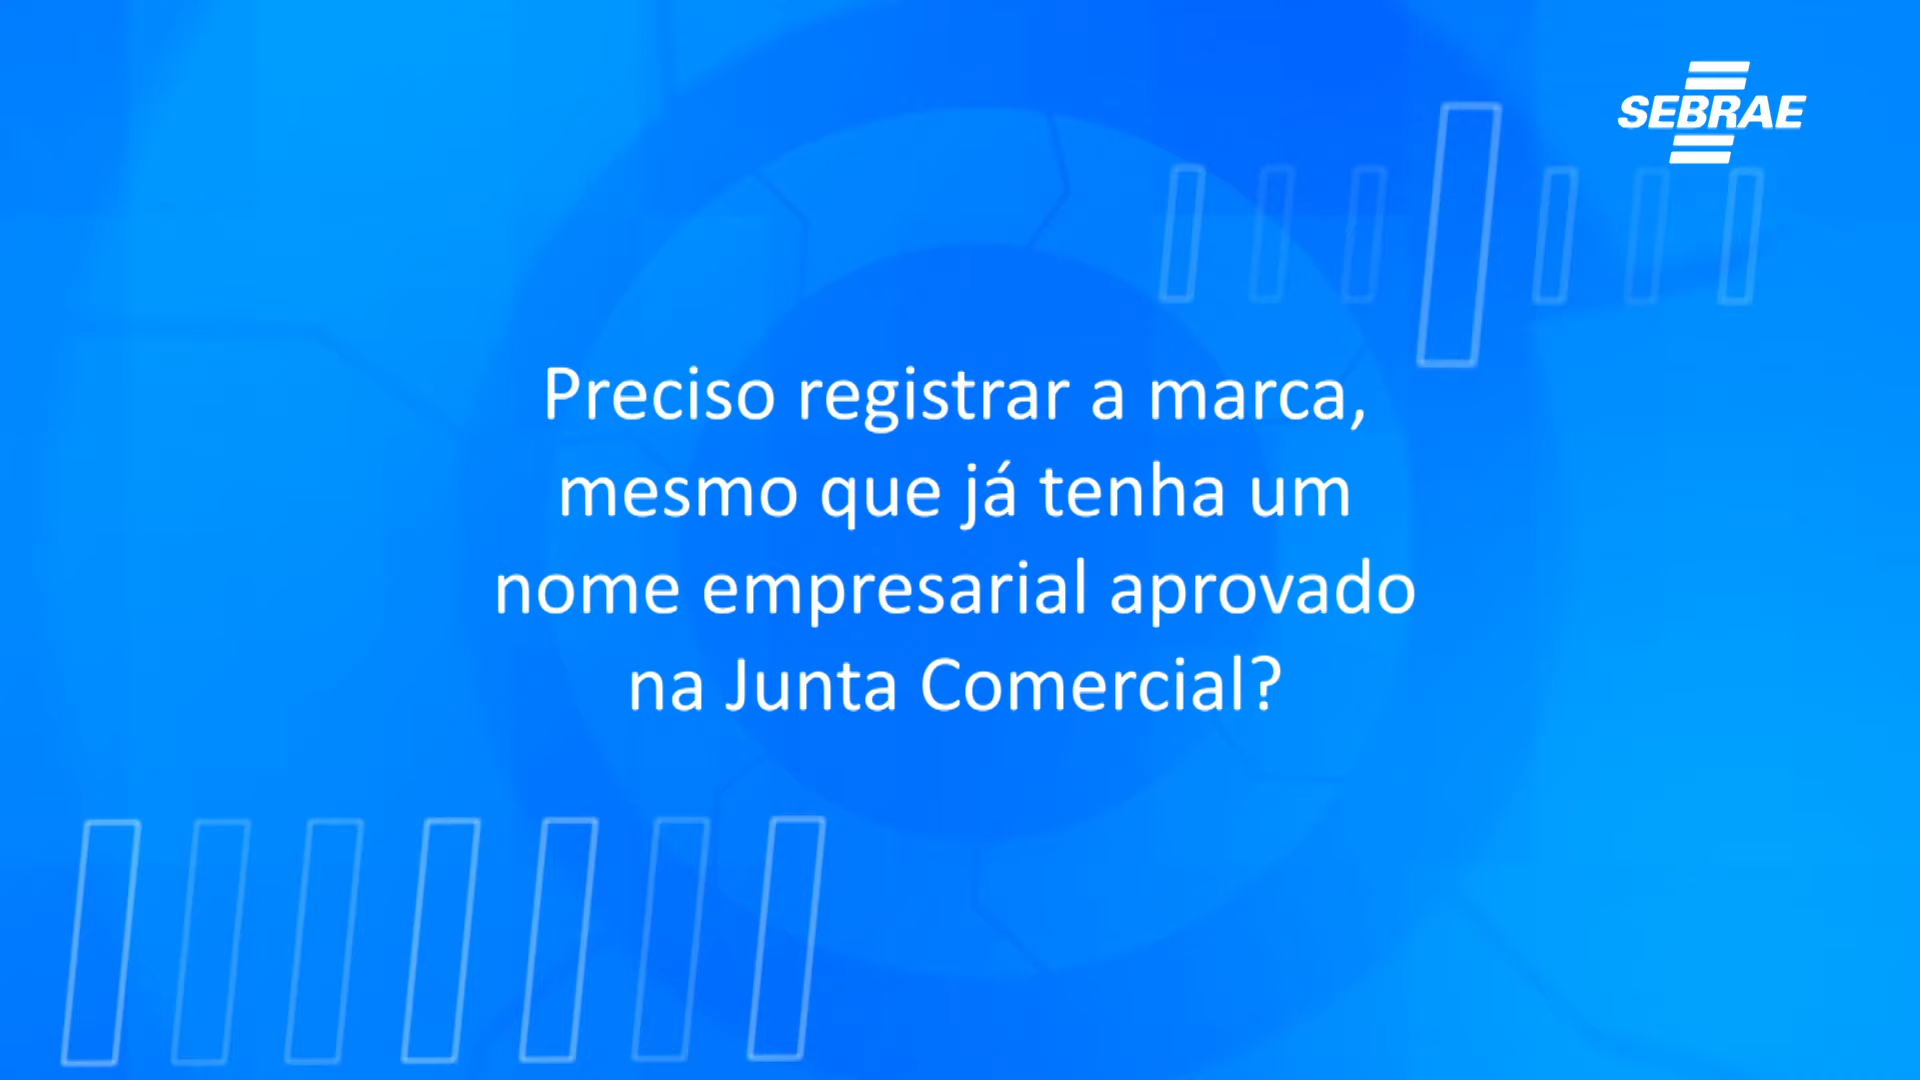 SEBRAE
Preciso registrar a marca,
mesmo que já tenha um
nome empresarial aprovado
na Junta Comercial?